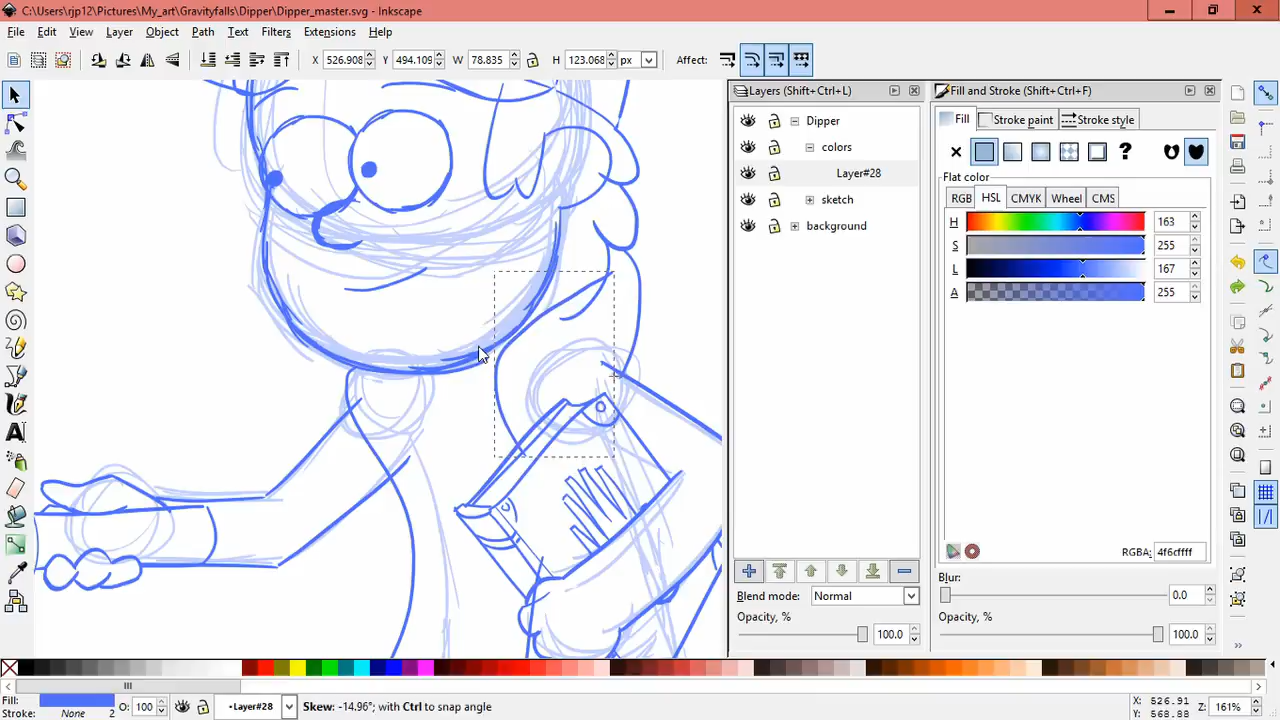 C:\Users\rjp12\Pictures\My_art\Gravityfalls\Dipper\Dipper_master.svg - Inkscape
File Edit View Layer Object Path Text Filters Extensions Help
X 526.908 Y 494.109 W 78.835 H 123.068 px Affect:
Layers (Shift+Ctrl+L)
Dipper
colors
Layer#28
sketch
background
Blend mode: Normal
Opacity, %
100.0
Fill and Stroke (Shift+Ctrl+F)
Fill Stroke paint Stroke style
?
Flat color
RGB HSL CMYK Wheel CMS
H 163
S 255
L 167
A 255
RGBA: 4f6cffff
Blur:
0.0
Opacity, %
100.0
Fill:
Stroke: None 2
O: 100
•Layer#28
Skew: -14.96°; with Ctrl to snap angle
X: 526.91
Y: 568.88
Z: 161%